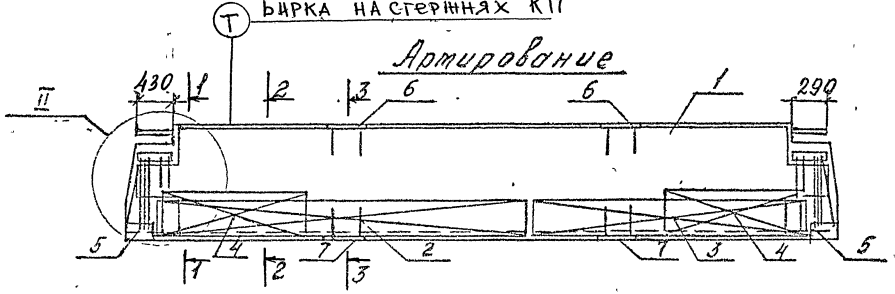 Т БИРКА НА СТЕРЖНЯХ КП
Армирование
430 1 2 3 6 6 1 290
II
5 4 7 2 7 3 4 5
1 2 3